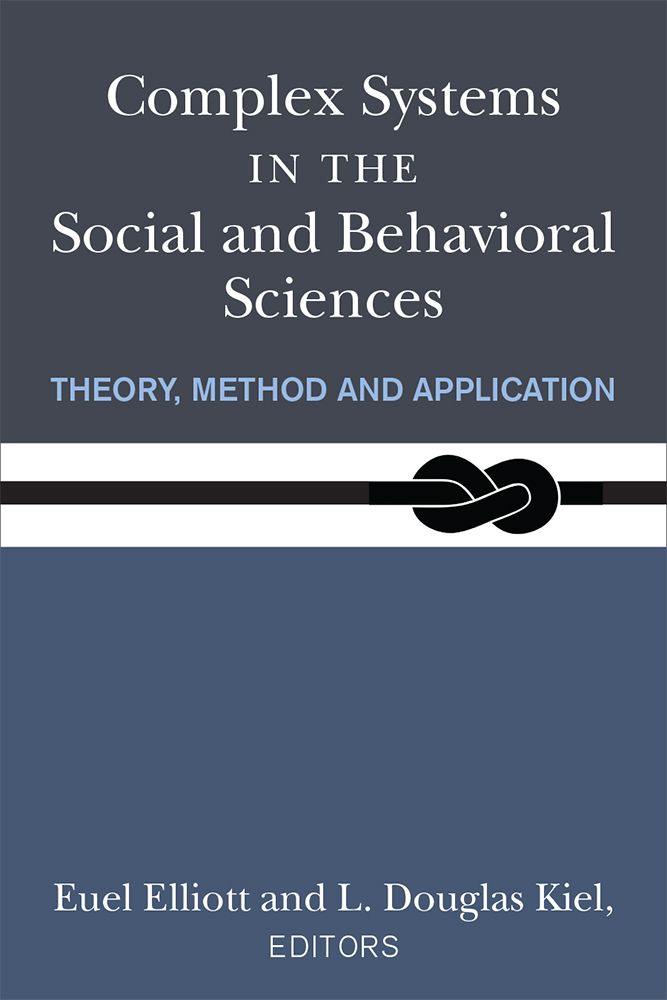 Complex Systems
IN THE
Social and Behavioral
Sciences
THEORY, METHOD AND APPLICATION
Euel Elliott and L. Douglas Kiel,
EDITORS